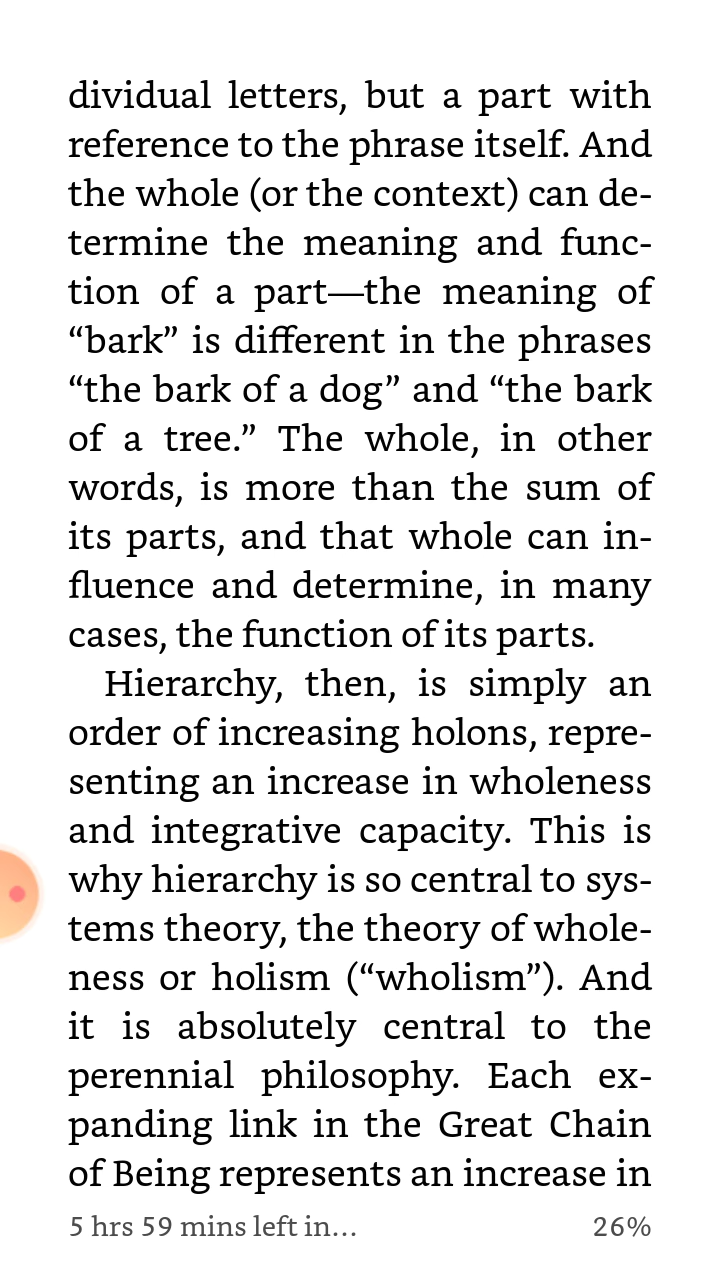 dividual letters, but a part with
reference to the phrase itself. And
the whole (or the context) can de-
termine the meaning and func-
tion of a part—the meaning of
“bark” is different in the phrases
“the bark of a dog” and “the bark
of a tree.” The whole, in other
words, is more than the sum of
its parts, and that whole can in-
fluence and determine, in many
cases, the function of its parts.
Hierarchy, then, is simply an
order of increasing holons, repre-
senting an increase in wholeness
and integrative capacity. This is
why hierarchy is so central to sys-
tems theory, the theory of whole-
ness or holism (“wholism”). And
it is absolutely central to the
perennial philosophy. Each ex-
panding link in the Great Chain
of Being represents an increase in
5 hrs 59 mins left in... 26%